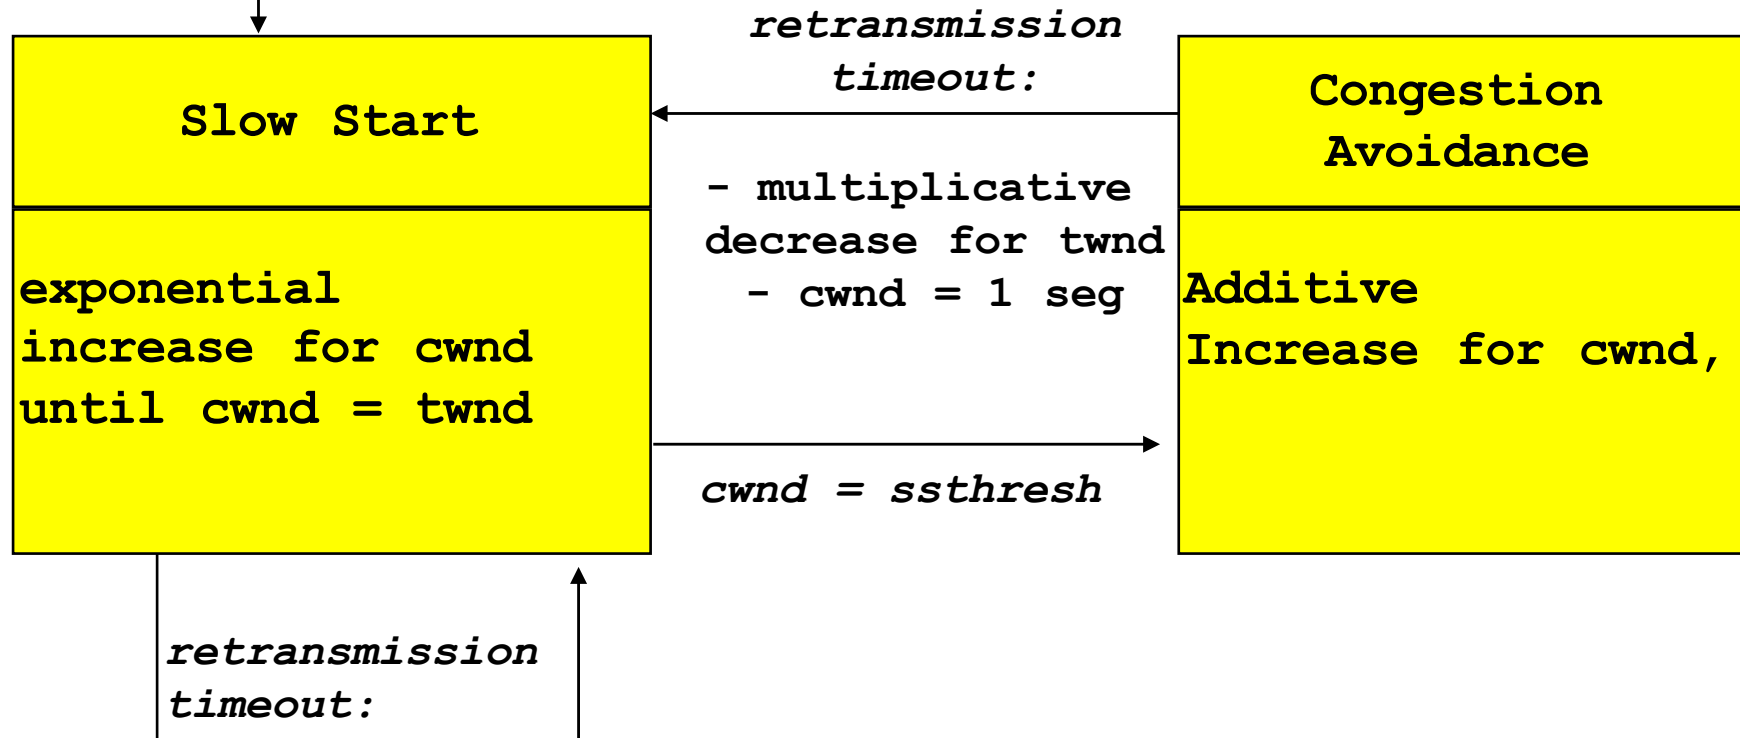 Slow Start
exponential
increase for cwnd
until cwnd = twnd
retransmission
timeout:
- multiplicative
decrease for twnd
- cwnd = 1 seg
cwnd = ssthresh
Congestion
Avoidance
Additive
Increase for cwnd,
retransmission
timeout: